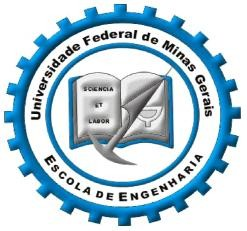 Universidade Federal de Minas Gerais
SCIENCIA
ET
LABOR
ESCOLA DE ENGENHARIA